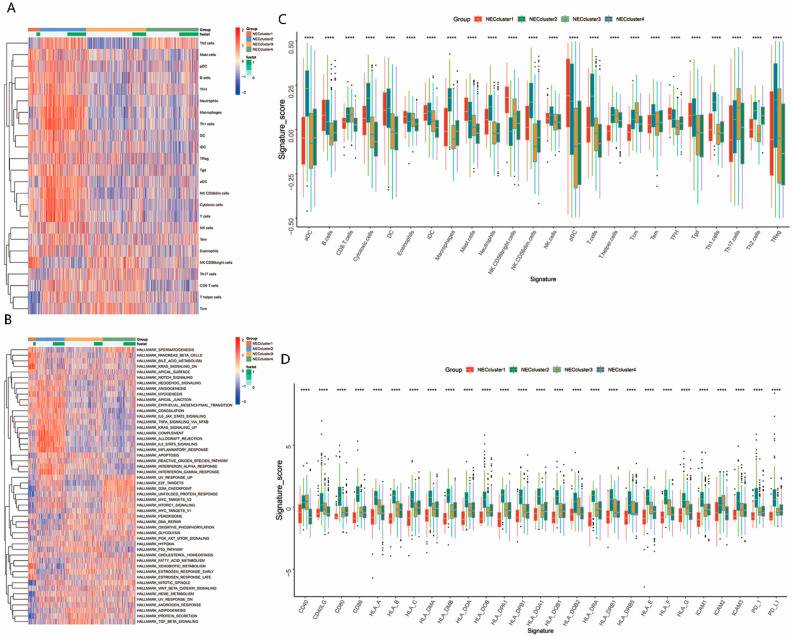 A
Group
NECcluster1
NECcluster2
NECcluster3
NECcluster4
fustat
Th2 cells
Mast cells
pDC
B cells
TFH
Neutrophils
Macrophages
Th1 cells
DC
iDC
TReg
Tgd
aDC
NK CD56dim cells
Cytotoxic cells
T cells
NK cells
Tem
Eosinophils
NK CD56bright cells
Th17 cells
CD8 T cells
T helper cells
Tcm
B
Group
NECcluster1
NECcluster2
NECcluster3
NECcluster4
fustat
HALLMARK_SPERMATOGENESIS
HALLMARK_PANCREAS_BETA_CELLS
HALLMARK_BILE_ACID_METABOLISM
HALLMARK_KRAS_SIGNALING_DN
HALLMARK_APICAL_SURFACE
HALLMARK_NOTCH_SIGNALING
HALLMARK_HEDGEHOG_SIGNALING
HALLMARK_ANGIOGENESIS
HALLMARK_MYOGENESIS
HALLMARK_APICAL_JUNCTION
HALLMARK_EPITHELIAL_MESENCHYMAL_TRANSITION
HALLMARK_COAGULATION
HALLMARK_IL6_JAK_STAT3_SIGNALING
HALLMARK_TNFA_SIGNALING_VIA_NFKB
HALLMARK_KRAS_SIGNALING_UP
HALLMARK_COMPLEMENT
HALLMARK_ALLOGRAFT_REJECTION
HALLMARK_IL2_STAT5_SIGNALING
HALLMARK_INFLAMMATORY_RESPONSE
HALLMARK_APOPTOSIS
HALLMARK_REACTIVE_OXIGEN_SPECIES_PATHWAY
HALLMARK_INTERFERON_ALPHA_RESPONSE
HALLMARK_INTERFERON_GAMMA_RESPONSE
HALLMARK_UV_RESPONSE_UP
HALLMARK_E2F_TARGETS
HALLMARK_G2M_CHECKPOINT
HALLMARK_UNFOLDED_PROTEIN_RESPONSE
HALLMARK_MYC_TARGETS_V2
HALLMARK_MTORC1_SIGNALING
HALLMARK_MYC_TARGETS_V1
HALLMARK_PEROXISOME
HALLMARK_DNA_REPAIR
HALLMARK_OXIDATIVE_PHOSPHORYLATION
HALLMARK_GLYCOLYSIS
HALLMARK_PI3K_AKT_MTOR_SIGNALING
HALLMARK_HYPOXIA
HALLMARK_P53_PATHWAY
HALLMARK_CHOLESTEROL_HOMEOSTASIS
HALLMARK_FATTY_ACID_METABOLISM
HALLMARK_XENOBIOTIC_METABOLISM
HALLMARK_ESTROGEN_RESPONSE_EARLY
HALLMARK_ESTROGEN_RESPONSE_LATE
HALLMARK_MITOTIC_SPINDLE
HALLMARK_WNT_BETA_CATENIN_SIGNALING
HALLMARK_HEME_METABOLISM
HALLMARK_UV_RESPONSE_DN
HALLMARK_ANDROGEN_RESPONSE
HALLMARK_ADIPOGENESIS
HALLMARK_PROTEIN_SECRETION
HALLMARK_TGF_BETA_SIGNALING
C
Group NECcluster1 NECcluster2 NECcluster3 NECcluster4
Signature_score
0.50
0.25
0.00
−0.25
−0.50
aDC
B.cells
CD8.T.cells
Cytotoxic.cells
DC
Eosinophils
iDC
Macrophages
Mast.cells
Neutrophils
NK.CD56bright.cells
NK.CD56dim.cells
NK.cells
pDC
T.cells
T.helper.cells
Tcm
Tem
TFH
Tgd
Th1.cells
Th17.cells
Th2.cells
TReg
Signature
D
Group NECcluster1 NECcluster2 NECcluster3 NECcluster4
Signature_score
5
0
−5
CD40
CD40LG
CD80
CD86
HLA_A
HLA_B
HLA_C
HLA_DMA
HLA_DMB
HLA_DOA
HLA_DOB
HLA_DPA1
HLA_DPB1
HLA_DQA1
HLA_DQB1
HLA_DQB2
HLA_DRA
HLA_DRB1
HLA_DRB5
HLA_E
HLA_F
HLA_G
ICAM1
ICAM2
ICAM3
PD_1
PD_L1
Signature